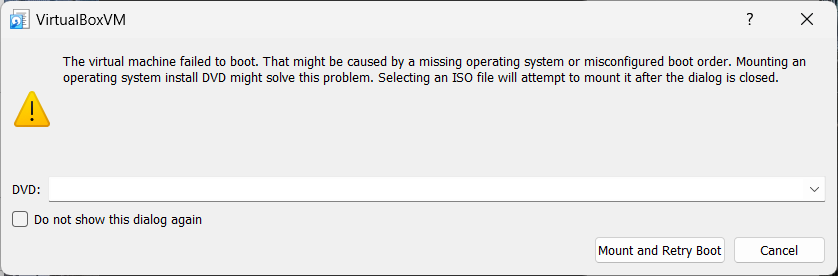 VirtualBoxVM
The virtual machine failed to boot. That might be caused by a missing operating system or misconfigured boot order. Mounting an
operating system install DVD might solve this problem. Selecting an ISO file will attempt to mount it after the dialog is closed.
DVD:
Do not show this dialog again
Mount and Retry Boot
Cancel